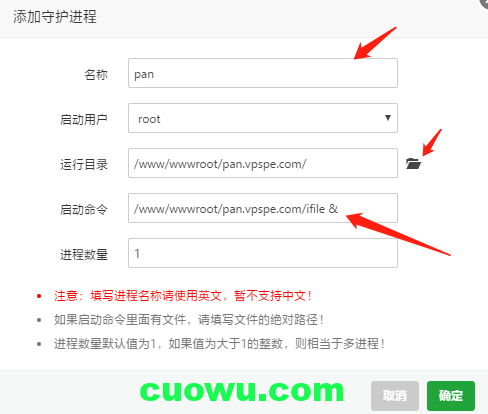 添加守护进程
名称 pan
启动用户 root
运行目录 /www/wwwroot/pan.vpspe.com/
启动命令 /www/wwwroot/pan.vpspe.com/ifile &
进程数量 1
注意：填写进程名称请使用英文，暂不支持中文！
如果启动命令里面有文件，请填写文件的绝对路径！
进程数量默认值为1，如果值为大于1的整数，则相当于多进程！
cuowu.com 取消 确定